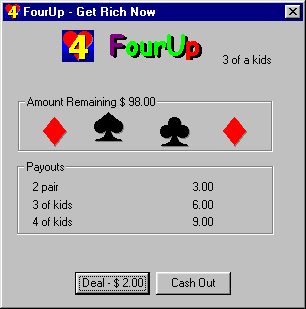 4 FourUp - Get Rich Now
4 FourUp
3 of a kids
Amount Remaining $ 98.00
Payouts
2 pair 3.00
3 of kids 6.00
4 of kids 9.00
Deal - $ 2.00 Cash Out